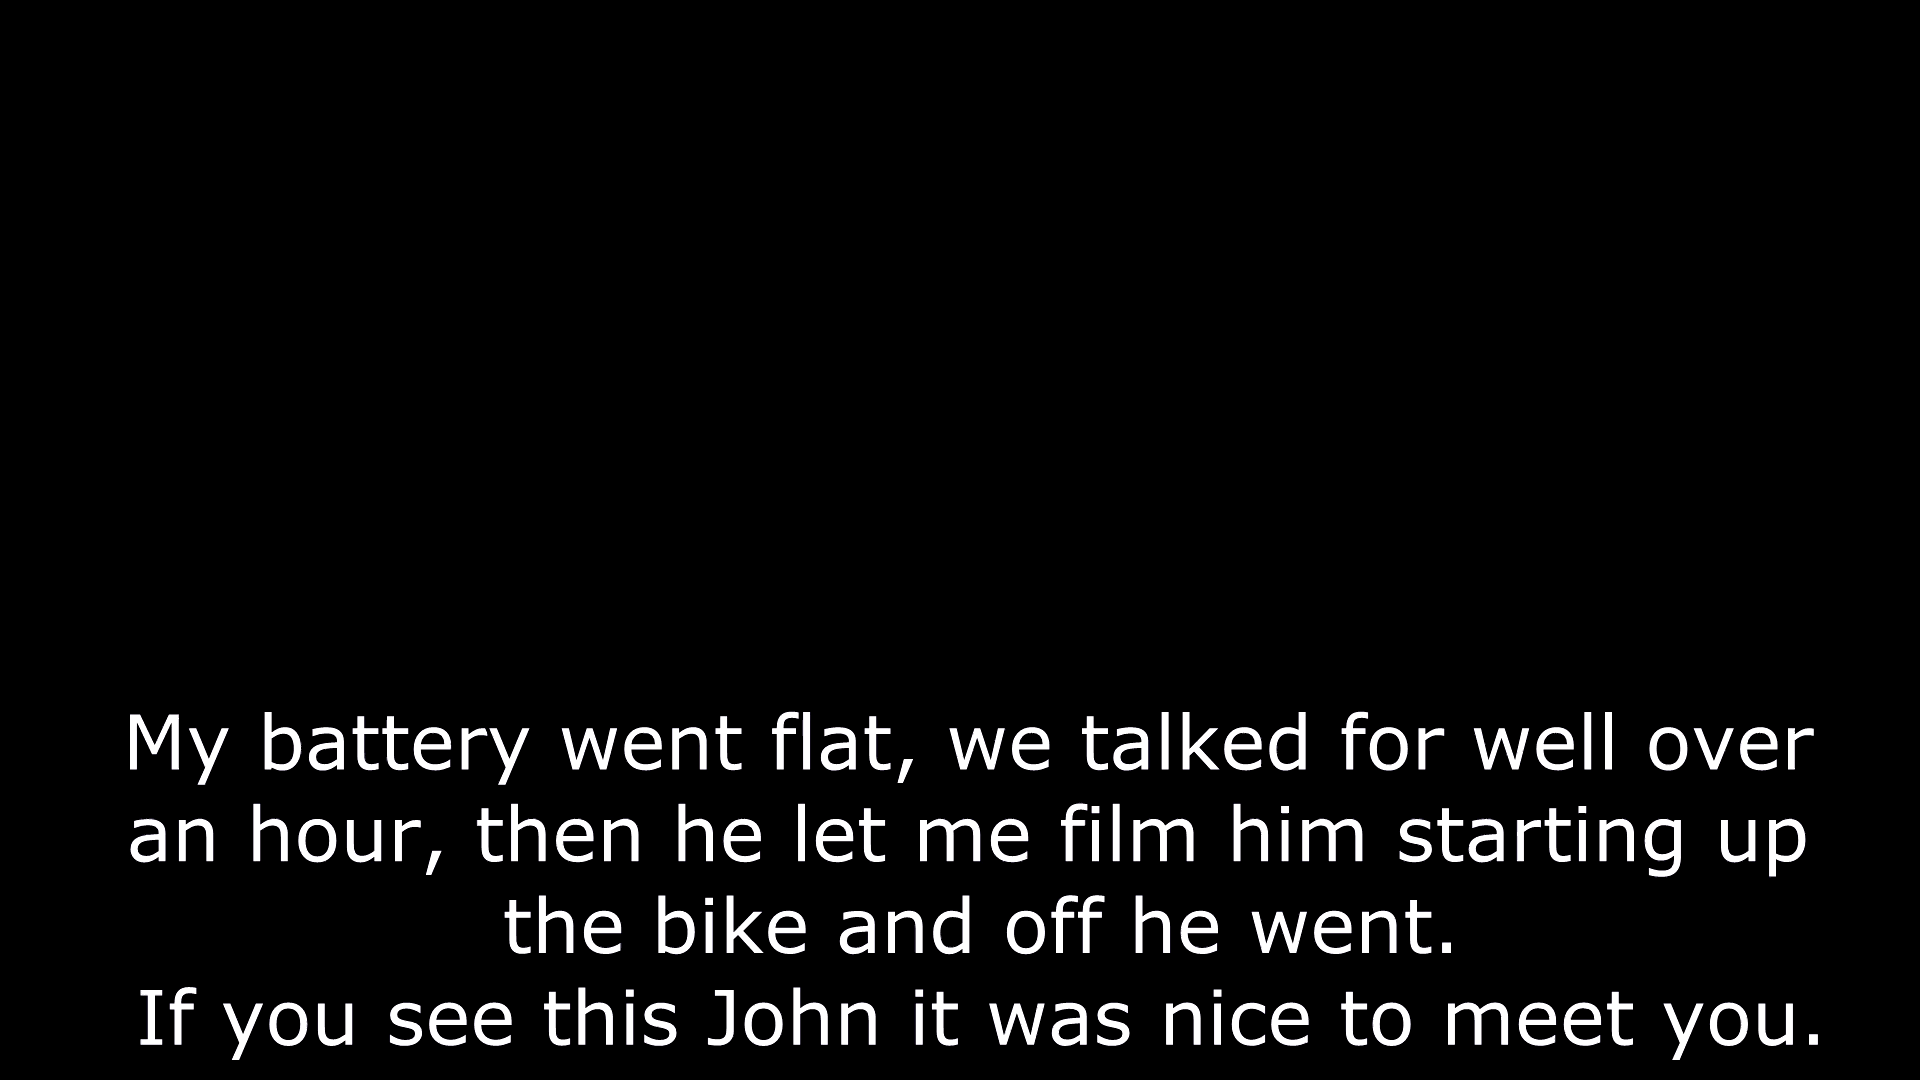 My battery went flat, we talked for well over
an hour, then he let me film him starting up
the bike and off he went.
If you see this John it was nice to meet you.